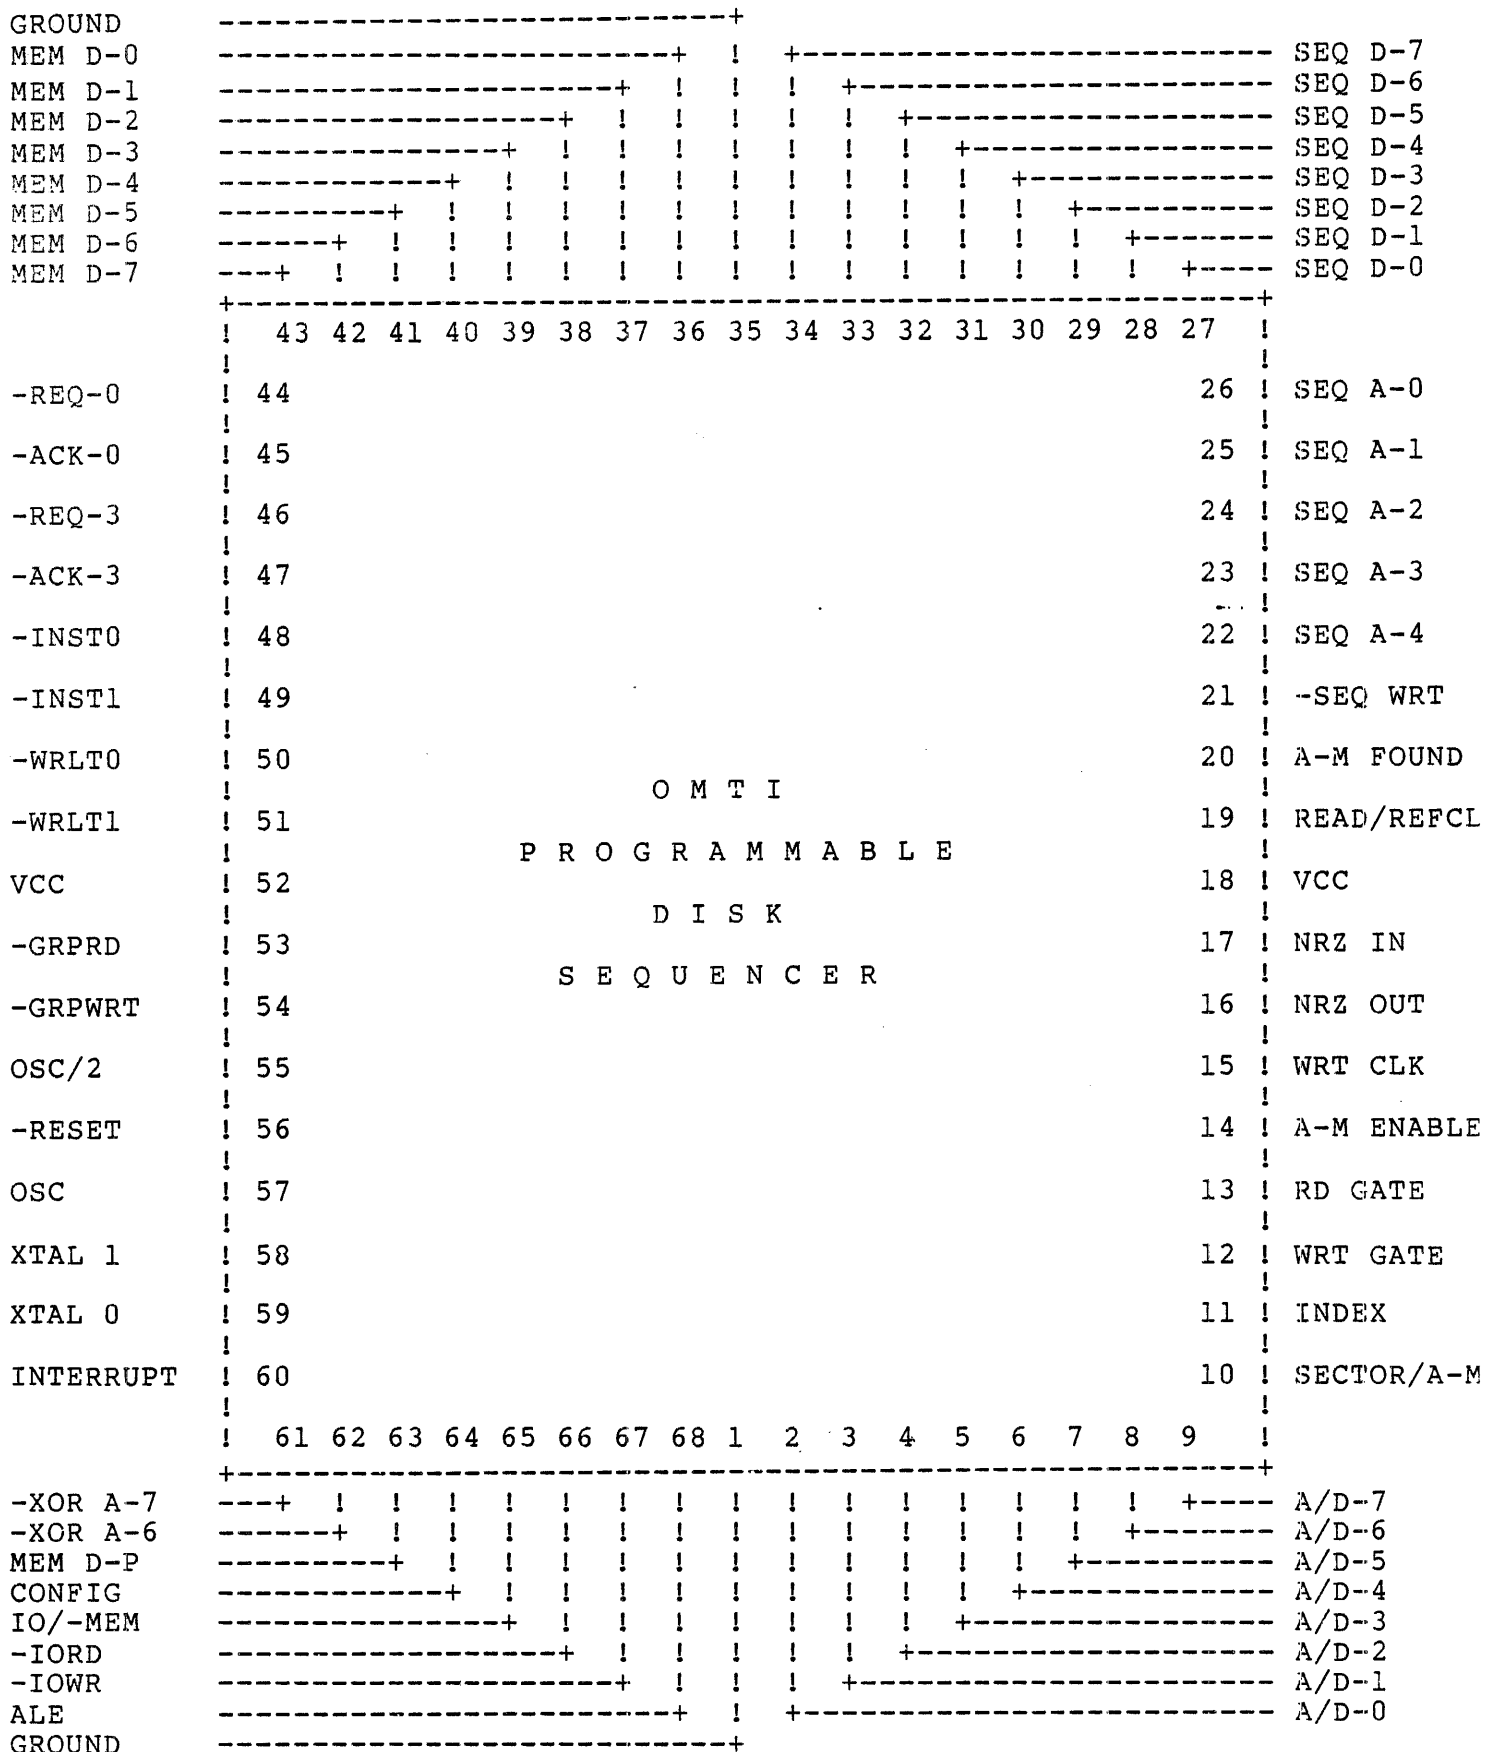 GROUND ----------------------------+
MEM D-0 -------------------------+ ! +-------------------------- SEQ D-7
MEM D-1 ----------------------+ ! ! ! +----------------------- SEQ D-6
MEM D-2 -------------------+ ! ! ! ! ! +-------------------- SEQ D-5
MEM D-3 ----------------+ ! ! ! ! ! ! ! +----------------- SEQ D-4
MEM D-4 -------------+ ! ! ! ! ! ! ! ! ! +-------------- SEQ D-3
MEM D-5 ----------+ ! ! ! ! ! ! ! ! ! ! ! +----------- SEQ D-2
MEM D-6 -------+ ! ! ! ! ! ! ! ! ! ! ! ! ! +-------- SEQ D-1
MEM D-7 ---+ ! ! ! ! ! ! ! ! ! ! ! ! ! ! ! +---- SEQ D-0
+-------------------------------------------------------+
! 43 42 41 40 39 38 37 36 35 34 33 32 31 30 29 28 27 !
-REQ-0 ! 44 26 ! SEQ A-0
-ACK-0 ! 45 25 ! SEQ A-1
-REQ-3 ! 46 24 ! SEQ A-2
-ACK-3 ! 47 23 ! SEQ A-3
-INST0 ! 48 22 ! SEQ A-4
-INST1 ! 49 21 ! -SEQ WRT
-WRLT0 ! 50 20 ! A-M FOUND
O M T I
-WRLT1 ! 51 19 ! READ/REFCL
P R O G R A M M A B L E
VCC ! 52 18 ! VCC
D I S K
-GRPRD ! 53 17 ! NRZ IN
S E Q U E N C E R
-GRPWRT ! 54 16 ! NRZ OUT
OSC/2 ! 55 15 ! WRT CLK
-RESET ! 56 14 ! A-M ENABLE
OSC ! 57 13 ! RD GATE
XTAL 1 ! 58 12 ! WRT GATE
XTAL 0 ! 59 11 ! INDEX
INTERRUPT ! 60 10 ! SECTOR/A-M
! 61 62 63 64 65 66 67 68 1 2 3 4 5 6 7 8 9 !
+-------------------------------------------------------+
-XOR A-7 ---+ ! ! ! ! ! ! ! ! ! ! ! ! ! ! ! +---- A/D-7
-XOR A-6 ------+ ! ! ! ! ! ! ! ! ! ! ! ! ! +------- A/D-6
MEM D-P ----------+ ! ! ! ! ! ! ! ! ! ! ! +---------- A/D-5
CONFIG -------------+ ! ! ! ! ! ! ! ! ! +------------- A/D-4
IO/-MEM ----------------+ ! ! ! ! ! ! ! +----------------- A/D-3
-IORD -------------------+ ! ! ! ! ! +-------------------- A/D-2
-IOWR ----------------------+ ! ! ! +----------------------- A/D-1
ALE -------------------------+ ! +-------------------------- A/D-0
GROUND ----------------------------+